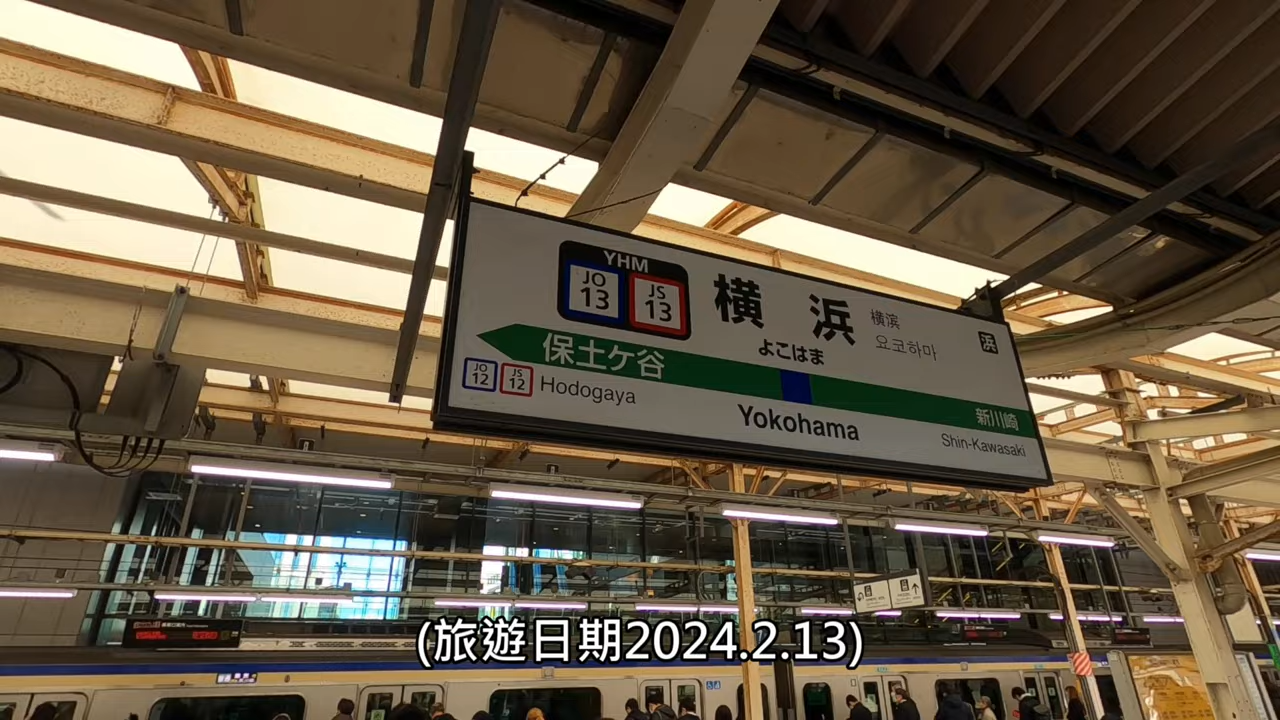 YHM
JO 13
JS 13
横浜
横滨
요코하마
浜
よこはま
保土ケ谷
新川崎
JO 12
JS 12
Hodogaya
Yokohama
Shin-Kawasaki
(旅遊日期2024.2.13)